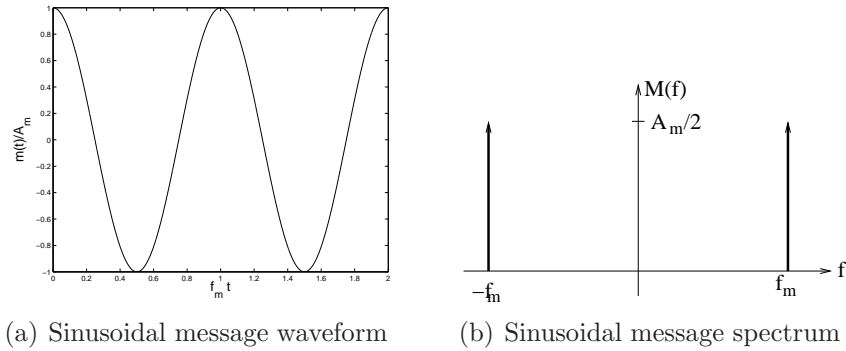 1
0.8
0.6
0.4
0.2
0
−0.2
−0.4
−0.6
−0.8
−1
m(t)/A_m
0 0.2 0.4 0.6 0.8 1 1.2 1.4 1.6 1.8 2
f_m t
M(f)
A_m/2
−f_m f_m f
(a) Sinusoidal message waveform
(b) Sinusoidal message spectrum